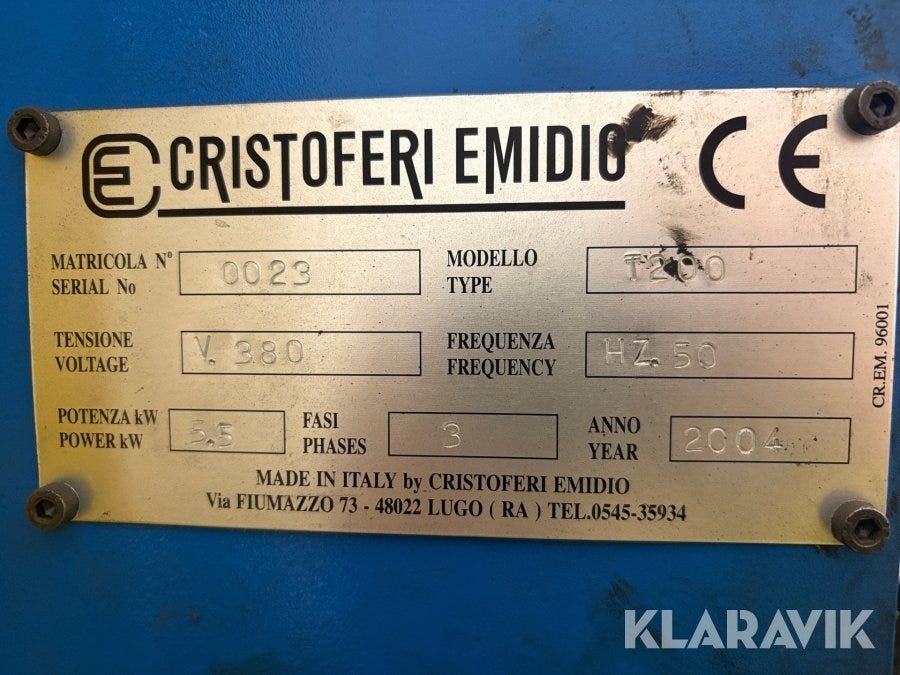 CE CRISTOFERI EMIDIO CE
MATRICOLA N° 0023 MODELLO T200
SERIAL No TYPE
TENSIONE V. 380 FREQUENZA HZ. 50
VOLTAGE FREQUENCY
POTENZA kW 5.5 FASI 3 ANNO 2004
POWER kW PHASES YEAR
MADE IN ITALY by CRISTOFERI EMIDIO
Via FIUMAZZO 73 - 48022 LUGO ( RA ) TEL.0545-35934
CR.EM. 96001
KLARAVIK